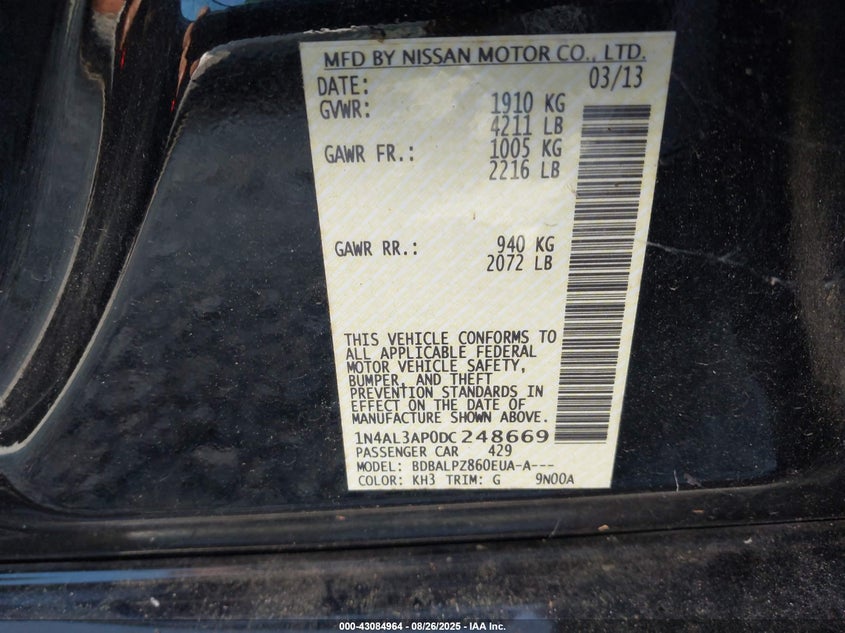 MFD BY NISSAN MOTOR CO., LTD.
DATE: 03/13
GVWR: 1910 KG
4211 LB
GAWR FR.: 1005 KG
2216 LB
GAWR RR.: 940 KG
2072 LB
THIS VEHICLE CONFORMS TO
ALL APPLICABLE FEDERAL
MOTOR VEHICLE SAFETY,
BUMPER, AND THEFT
PREVENTION STANDARDS IN
EFFECT ON THE DATE OF
MANUFACTURE SHOWN ABOVE.
1N4AL3AP0DC248669
PASSENGER CAR 429
MODEL: BDBALPZ860EUA-A---
COLOR: KH3 TRIM: G 9N00A
000-43084964 - 08/26/2025 - IAA Inc.